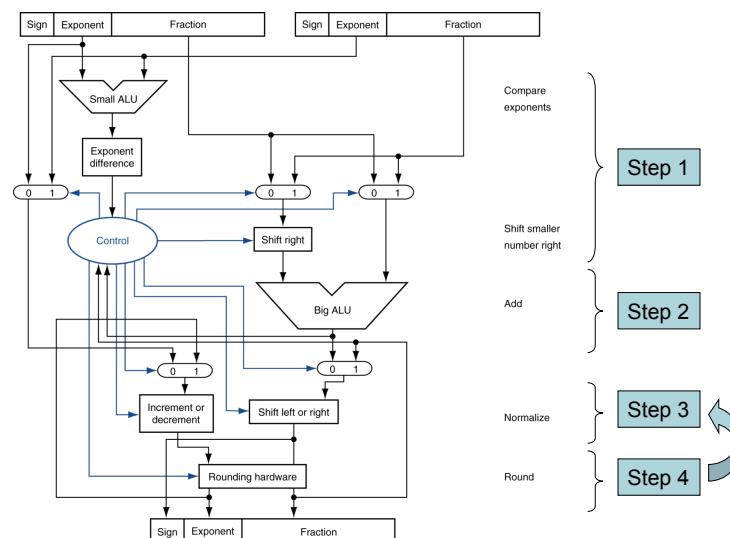 Sign Exponent Fraction
Sign Exponent Fraction
Small ALU
Compare
exponents
Exponent
difference
Step 1
0 1
0 1
0 1
Control
Shift right
Shift smaller
number right
Big ALU
Add
Step 2
0 1
0 1
Increment or
decrement
Shift left or right
Normalize
Step 3
Rounding hardware
Round
Step 4
Sign Exponent Fraction